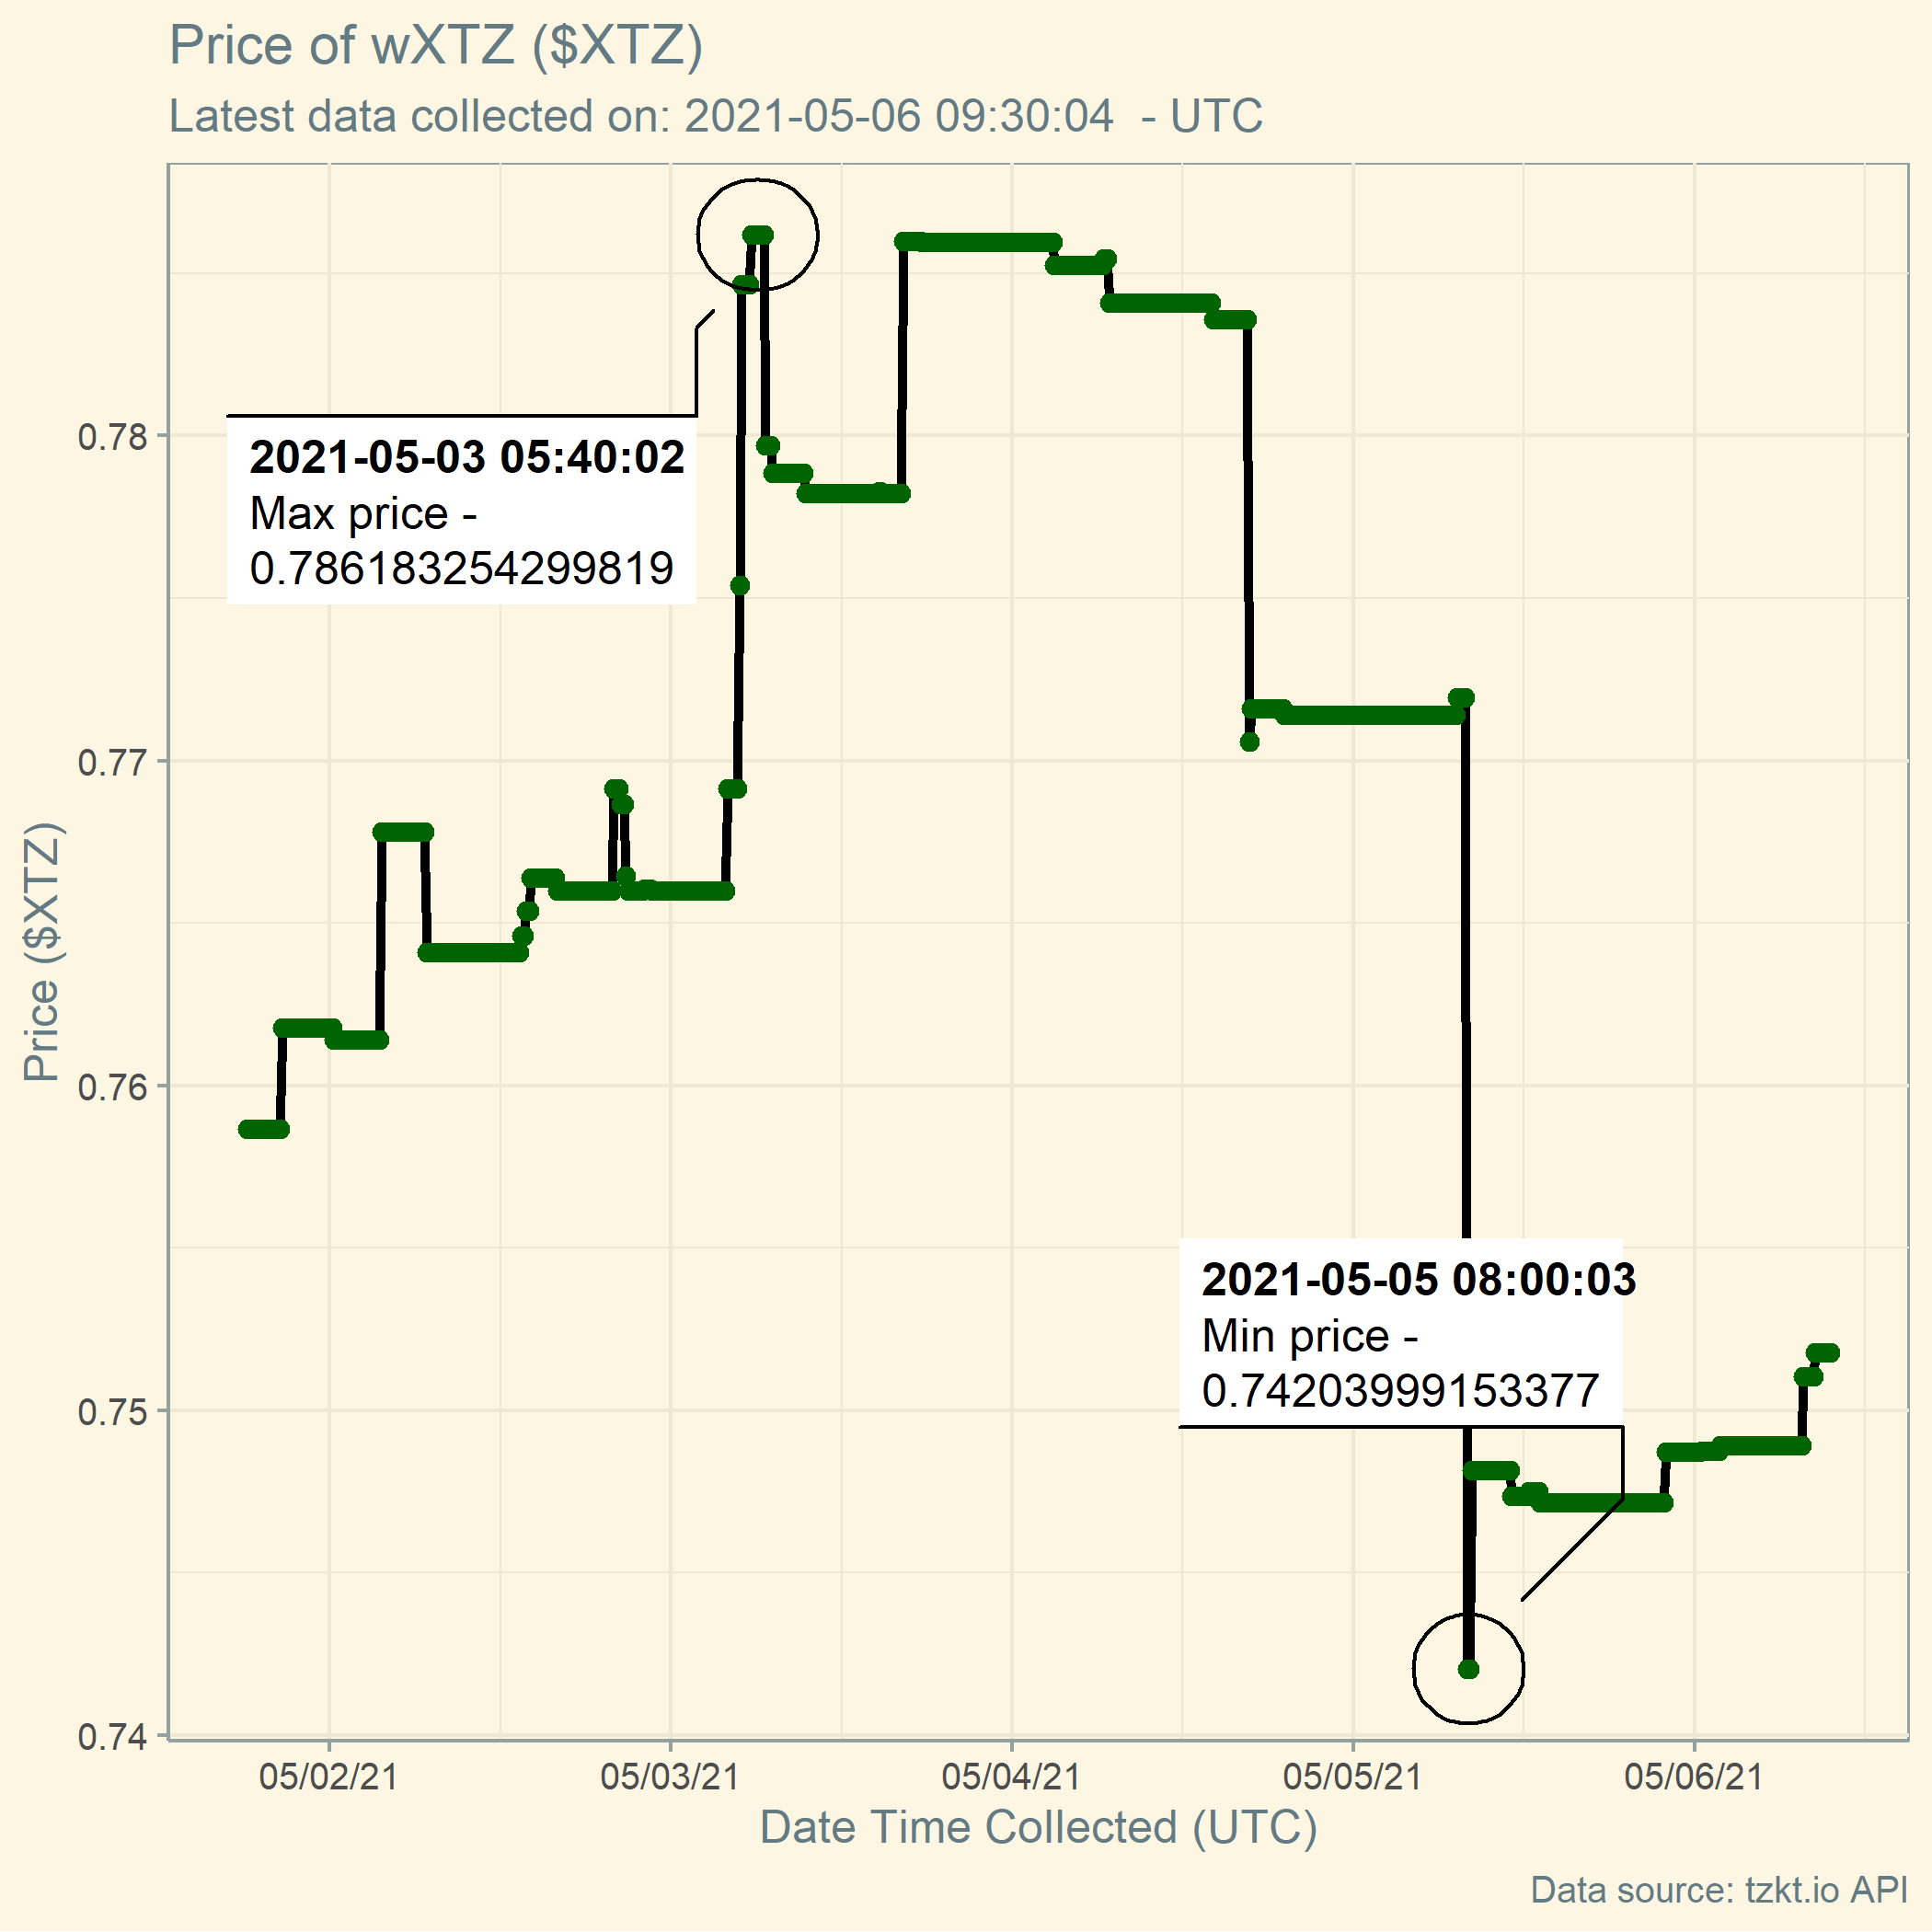 Price of wXTZ ($XTZ)
Latest data collected on: 2021-05-06 09:30:04  - UTC
Price ($XTZ)
0.78
0.77
0.76
0.75
0.74
2021-05-03 05:40:02
Max price -
0.786183254299819
2021-05-05 08:00:03
Min price -
0.74203999153377
05/02/21
05/03/21
05/04/21
05/05/21
05/06/21
Date Time Collected (UTC)
Data source: tzkt.io API